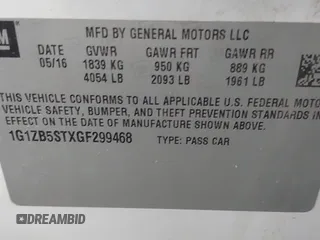 GM
MFD BY GENERAL MOTORS LLC
DATE GVWR GAWR FRT GAWR RR
05/16 1839 KG 950 KG 889 KG
4054 LB 2093 LB 1961 LB
THIS VEHICLE CONFORMS TO ALL APPLICABLE U.S. FEDERAL MOTOR
VEHICLE SAFETY, BUMPER, AND THEFT PREVENTION STANDARDS
IN EFFECT ON THE DATE OF MANUFACTURE SHOWN ABOVE.
1G1ZB5STXGF299468 TYPE: PASS CAR
AUTOBIDMASTER